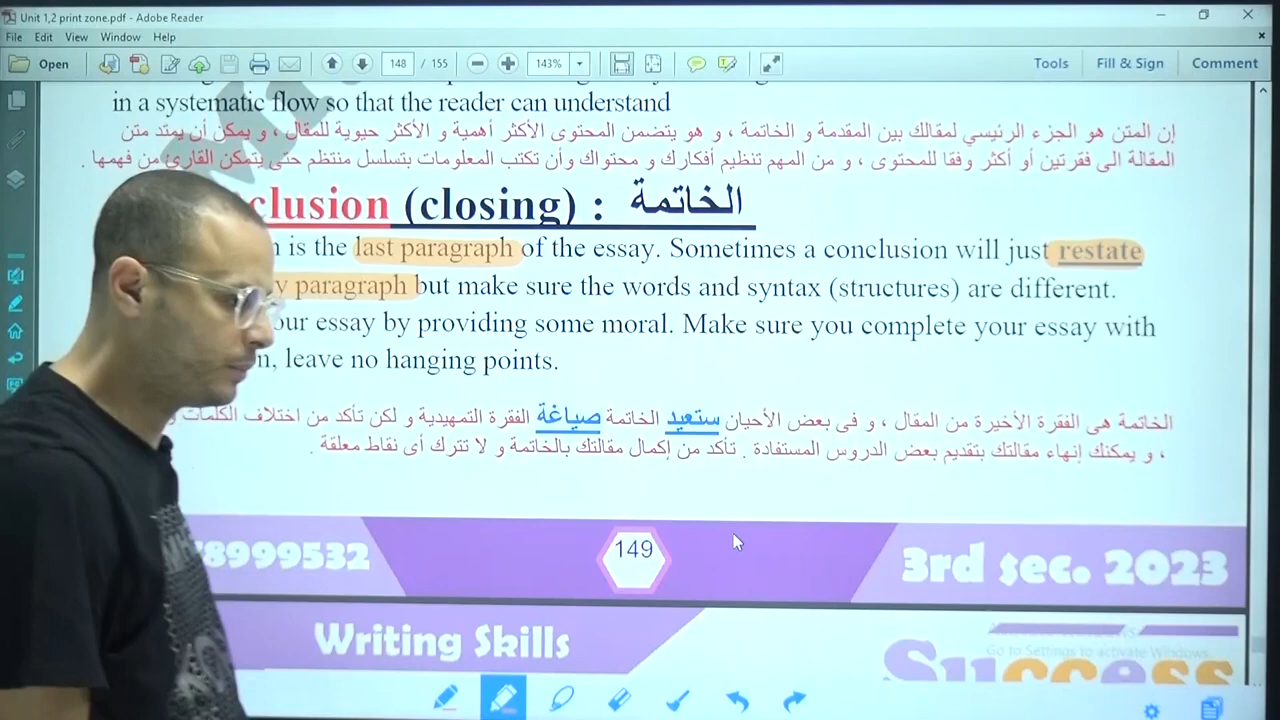 Unit 1,2 print zone.pdf - Adobe Reader
File Edit View Window Help
Open 148 / 155 143% Tools Fill & Sign Comment
in a systematic flow so that the reader can understand
إن المتن هو الجزء الرئيسي لمقالك بين المقدمة و الخاتمة ، و هو يتضمن المحتوى الأكثر أهمية و الأكثر حيوية للمقال ، و يمكن أن يمتد متن
المقالة الى فقرتين أو أكثر وفقا للمحتوى ، و من المهم تنظيم أفكارك و محتواك وأن تكتب المعلومات بتسلسل منتظم حتى يتمكن القارئ من فهمها .
clusion (closing) : الخاتمة
n is the last paragraph of the essay. Sometimes a conclusion will just restate
y paragraph but make sure the words and syntax (structures) are different.
our essay by providing some moral. Make sure you complete your essay with
n, leave no hanging points.
الخاتمة هى الفقرة الأخيرة من المقال ، و فى بعض الأحيان ستعيد الخاتمة صياغة الفقرة التمهيدية و لكن تأكد من اختلاف الكلمات و
، و يمكنك إنهاء مقالتك بتقديم بعض الدروس المستفادة . تأكد من إكمال مقالتك بالخاتمة و لا تترك أى نقاط معلقة .
8999532 149 3rd sec. 2023
Writing Skills
Go to Settings to activate Windows.
Success